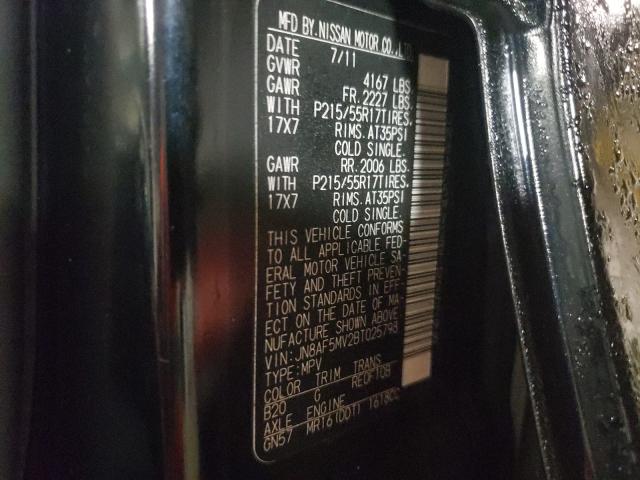 MFD BY.NISSAN MOTOR CO.,LTD.
DATE 7/11
GVWR 4167 LBS.
GAWR FR. 2227 LBS.
WITH P215/55R17TIRES.
17X7 RIMS. AT35PSI
COLD SINGLE.
GAWR RR. 2006 LBS.
WITH P215/55R17TIRES.
17X7 RIMS. AT35PSI
COLD SINGLE.
THIS VEHICLE CONFORMS
TO ALL APPLICABLE FED-
ERAL MOTOR VEHICLE SA-
FETY AND THEFT PREVEN-
TION STANDARDS IN EFF-
ECT ON THE DATE OF MA-
NUFACTURE SHOWN ABOVE
VIN:JN8AF5MV2BT025798
TYPE:MPV
COLOR TRIM TRANS
B20 G RE0F10B
AXLE ENGINE
GN57 MR16(DDT) 1618CC